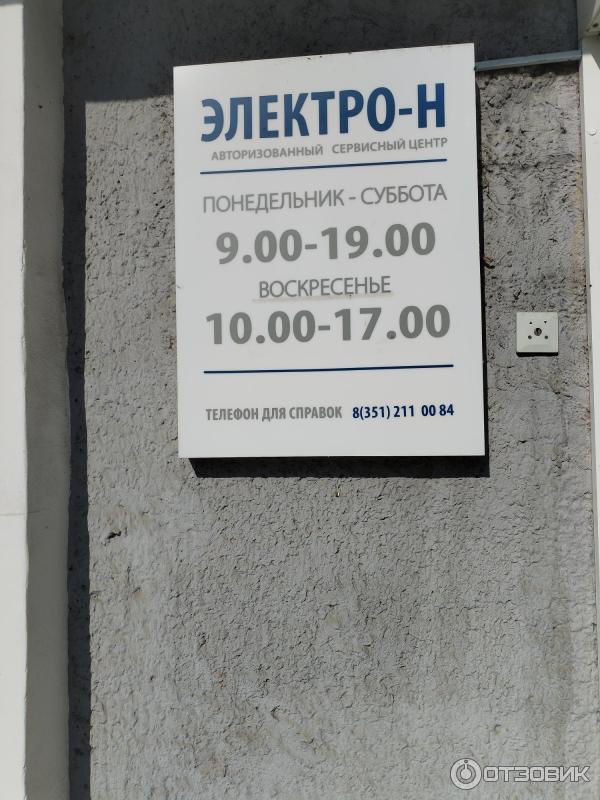 ЭЛЕКТРО-Н
АВТОРИЗОВАННЫЙ СЕРВИСНЫЙ ЦЕНТР
ПОНЕДЕЛЬНИК - СУББОТА
9.00-19.00
ВОСКРЕСЕНЬЕ
10.00-17.00
ТЕЛЕФОН ДЛЯ СПРАВОК 8(351) 211 00 84
ОТЗОВИК